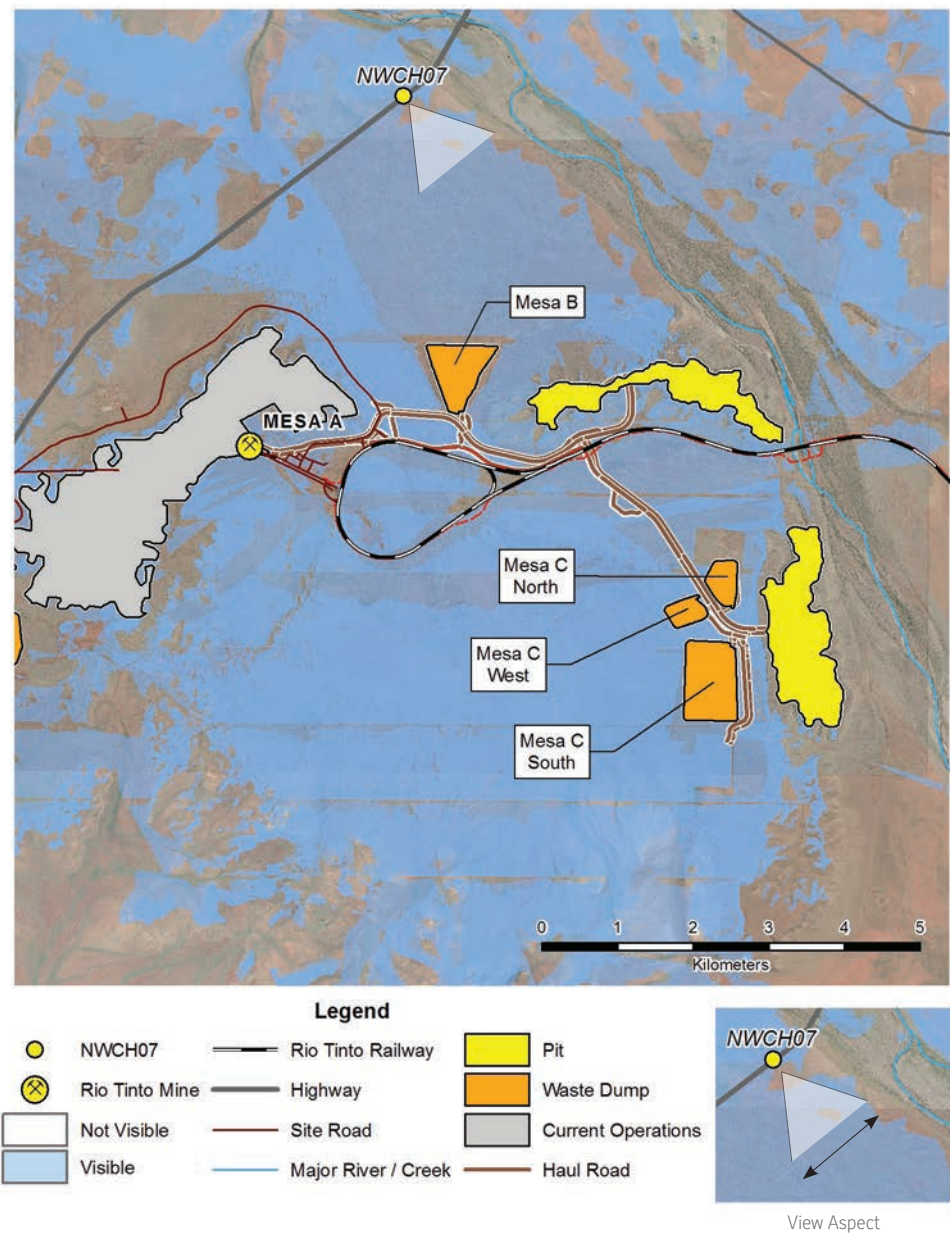 NWCH07
Mesa B
MESA A
Mesa C
North
Mesa C
West
Mesa C
South
0 1 2 3 4 5
Kilometers
Legend
NWCH07
Rio Tinto Mine
Not Visible
Visible
Rio Tinto Railway
Highway
Site Road
Major River / Creek
Pit
Waste Dump
Current Operations
Haul Road
NWCH07
View Aspect